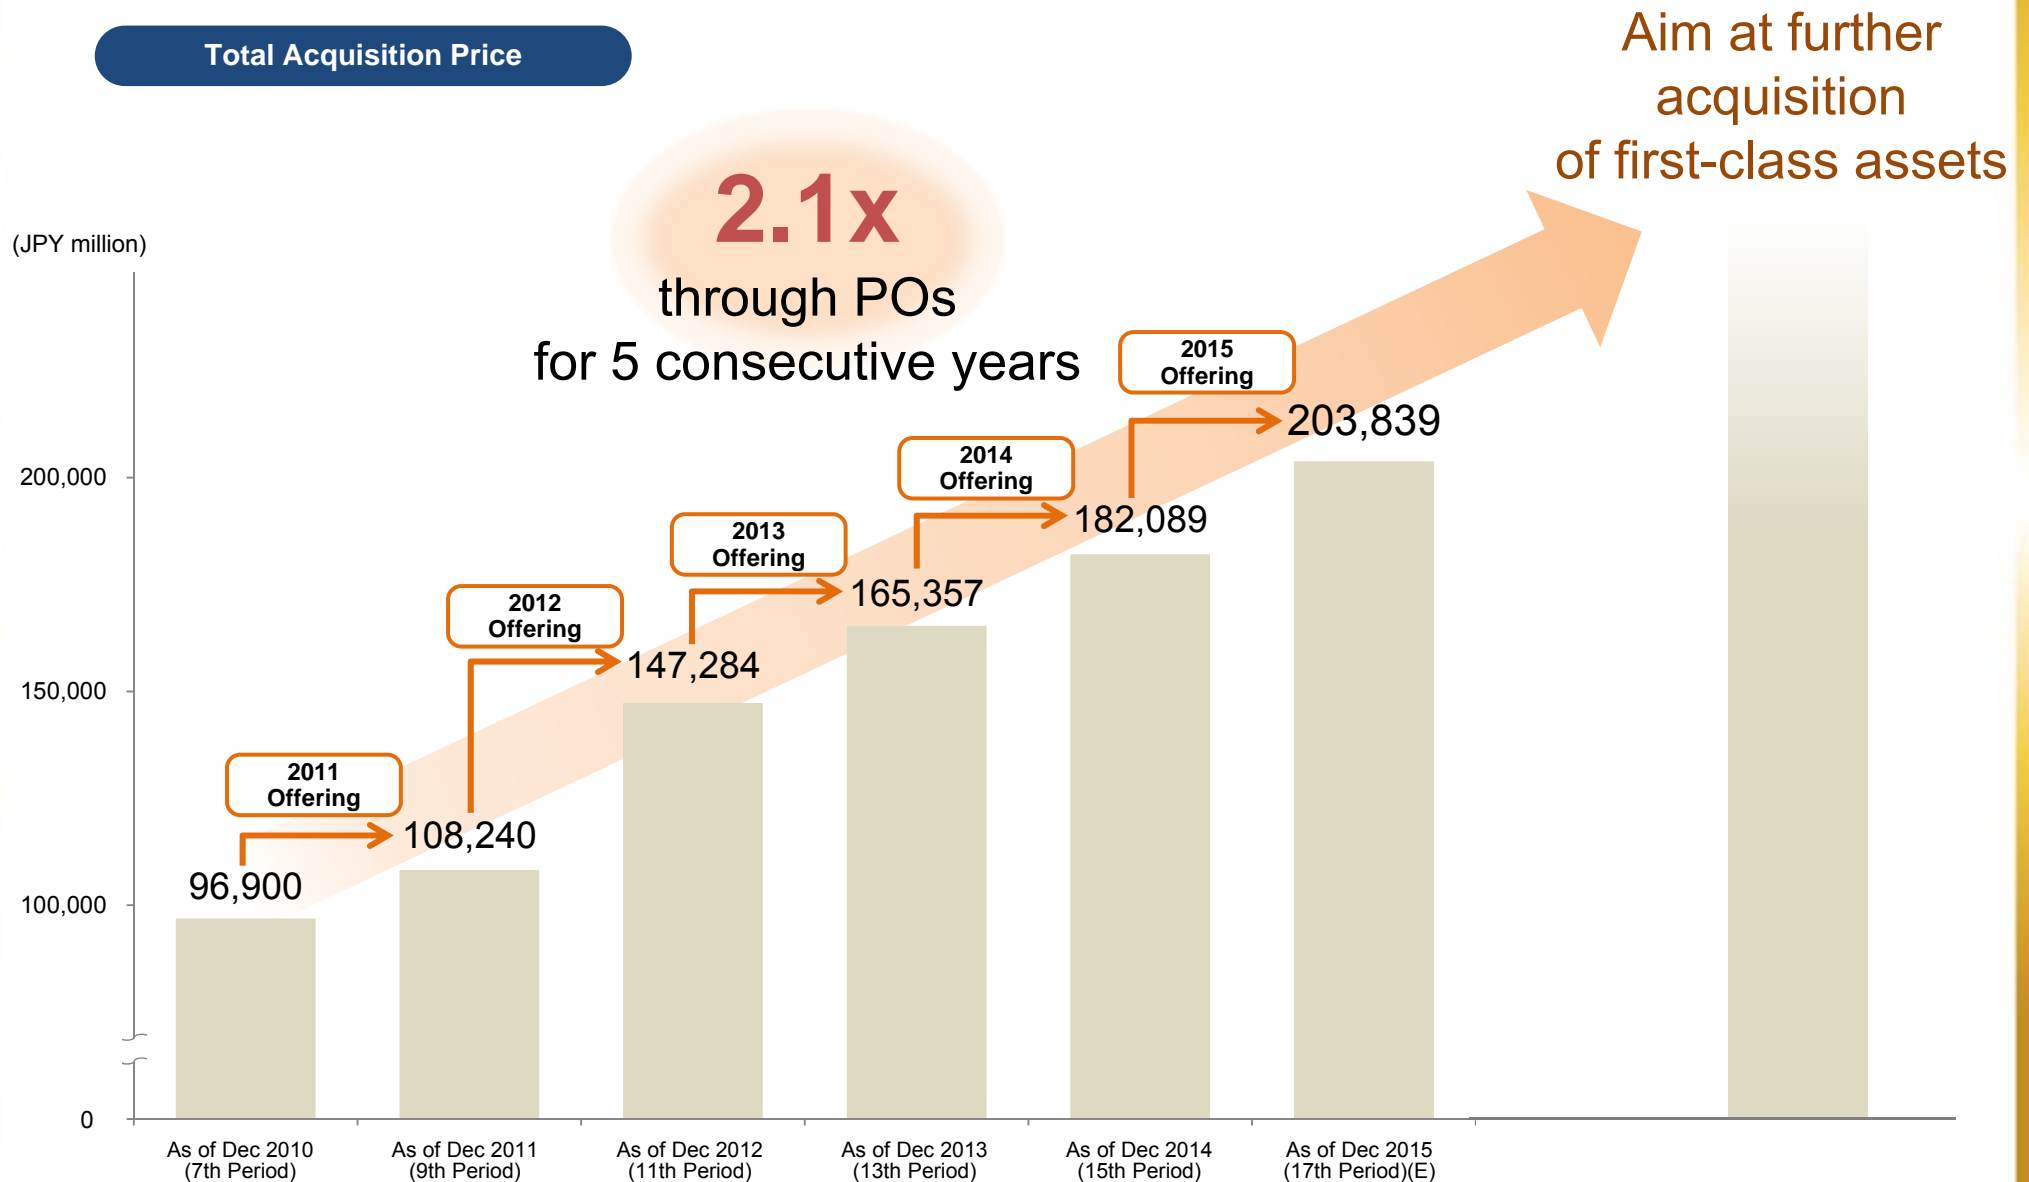 Total Acquisition Price
Aim at further
acquisition
of first-class assets
2.1x
through POs
for 5 consecutive years
(JPY million)
200,000
150,000
100,000
0
2011
Offering
2012
Offering
2013
Offering
2014
Offering
2015
Offering
96,900
108,240
147,284
165,357
182,089
203,839
As of Dec 2010
(7th Period)
As of Dec 2011
(9th Period)
As of Dec 2012
(11th Period)
As of Dec 2013
(13th Period)
As of Dec 2014
(15th Period)
As of Dec 2015
(17th Period)(E)